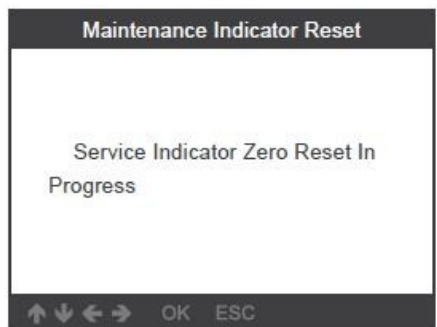 Maintenance Indicator Reset
Service Indicator Zero Reset In
Progress
OK ESC